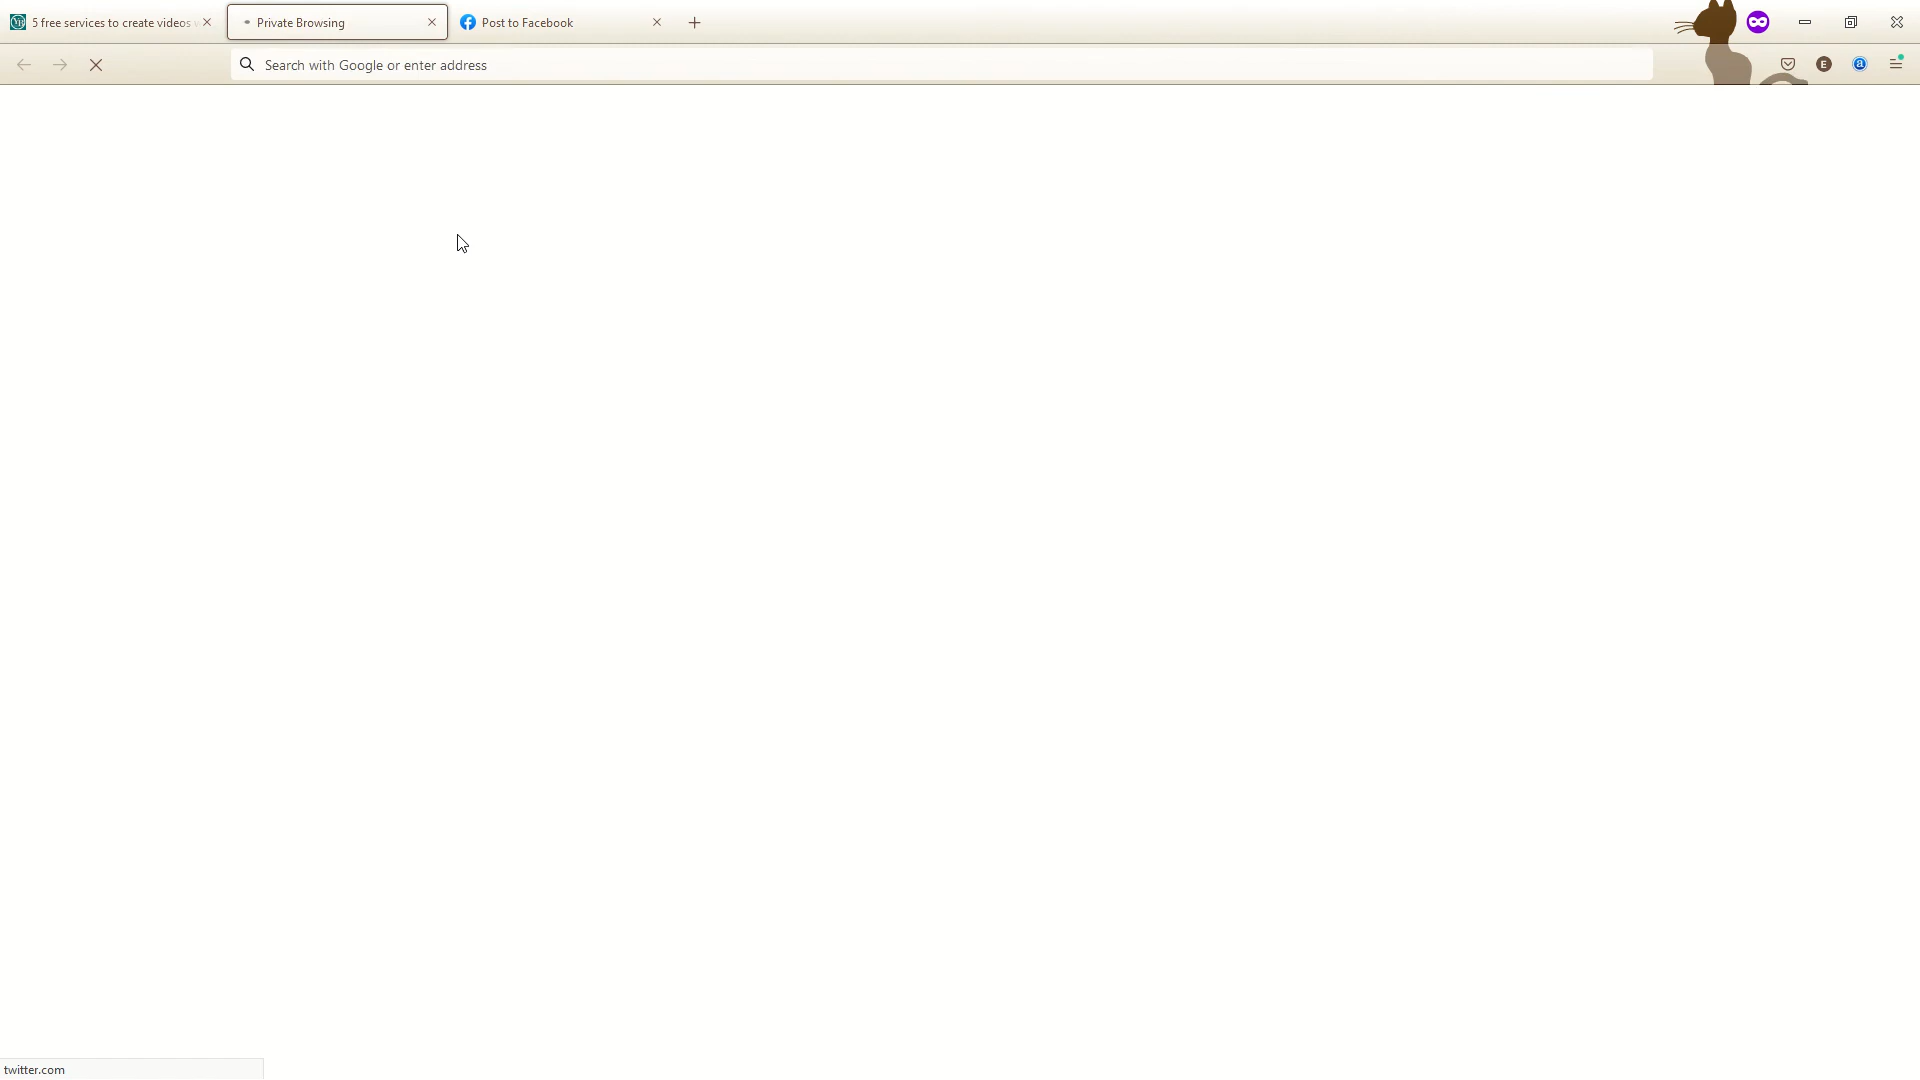 5 free services to create videos
Private Browsing
Post to Facebook
Search with Google or enter address
E
a
twitter.com